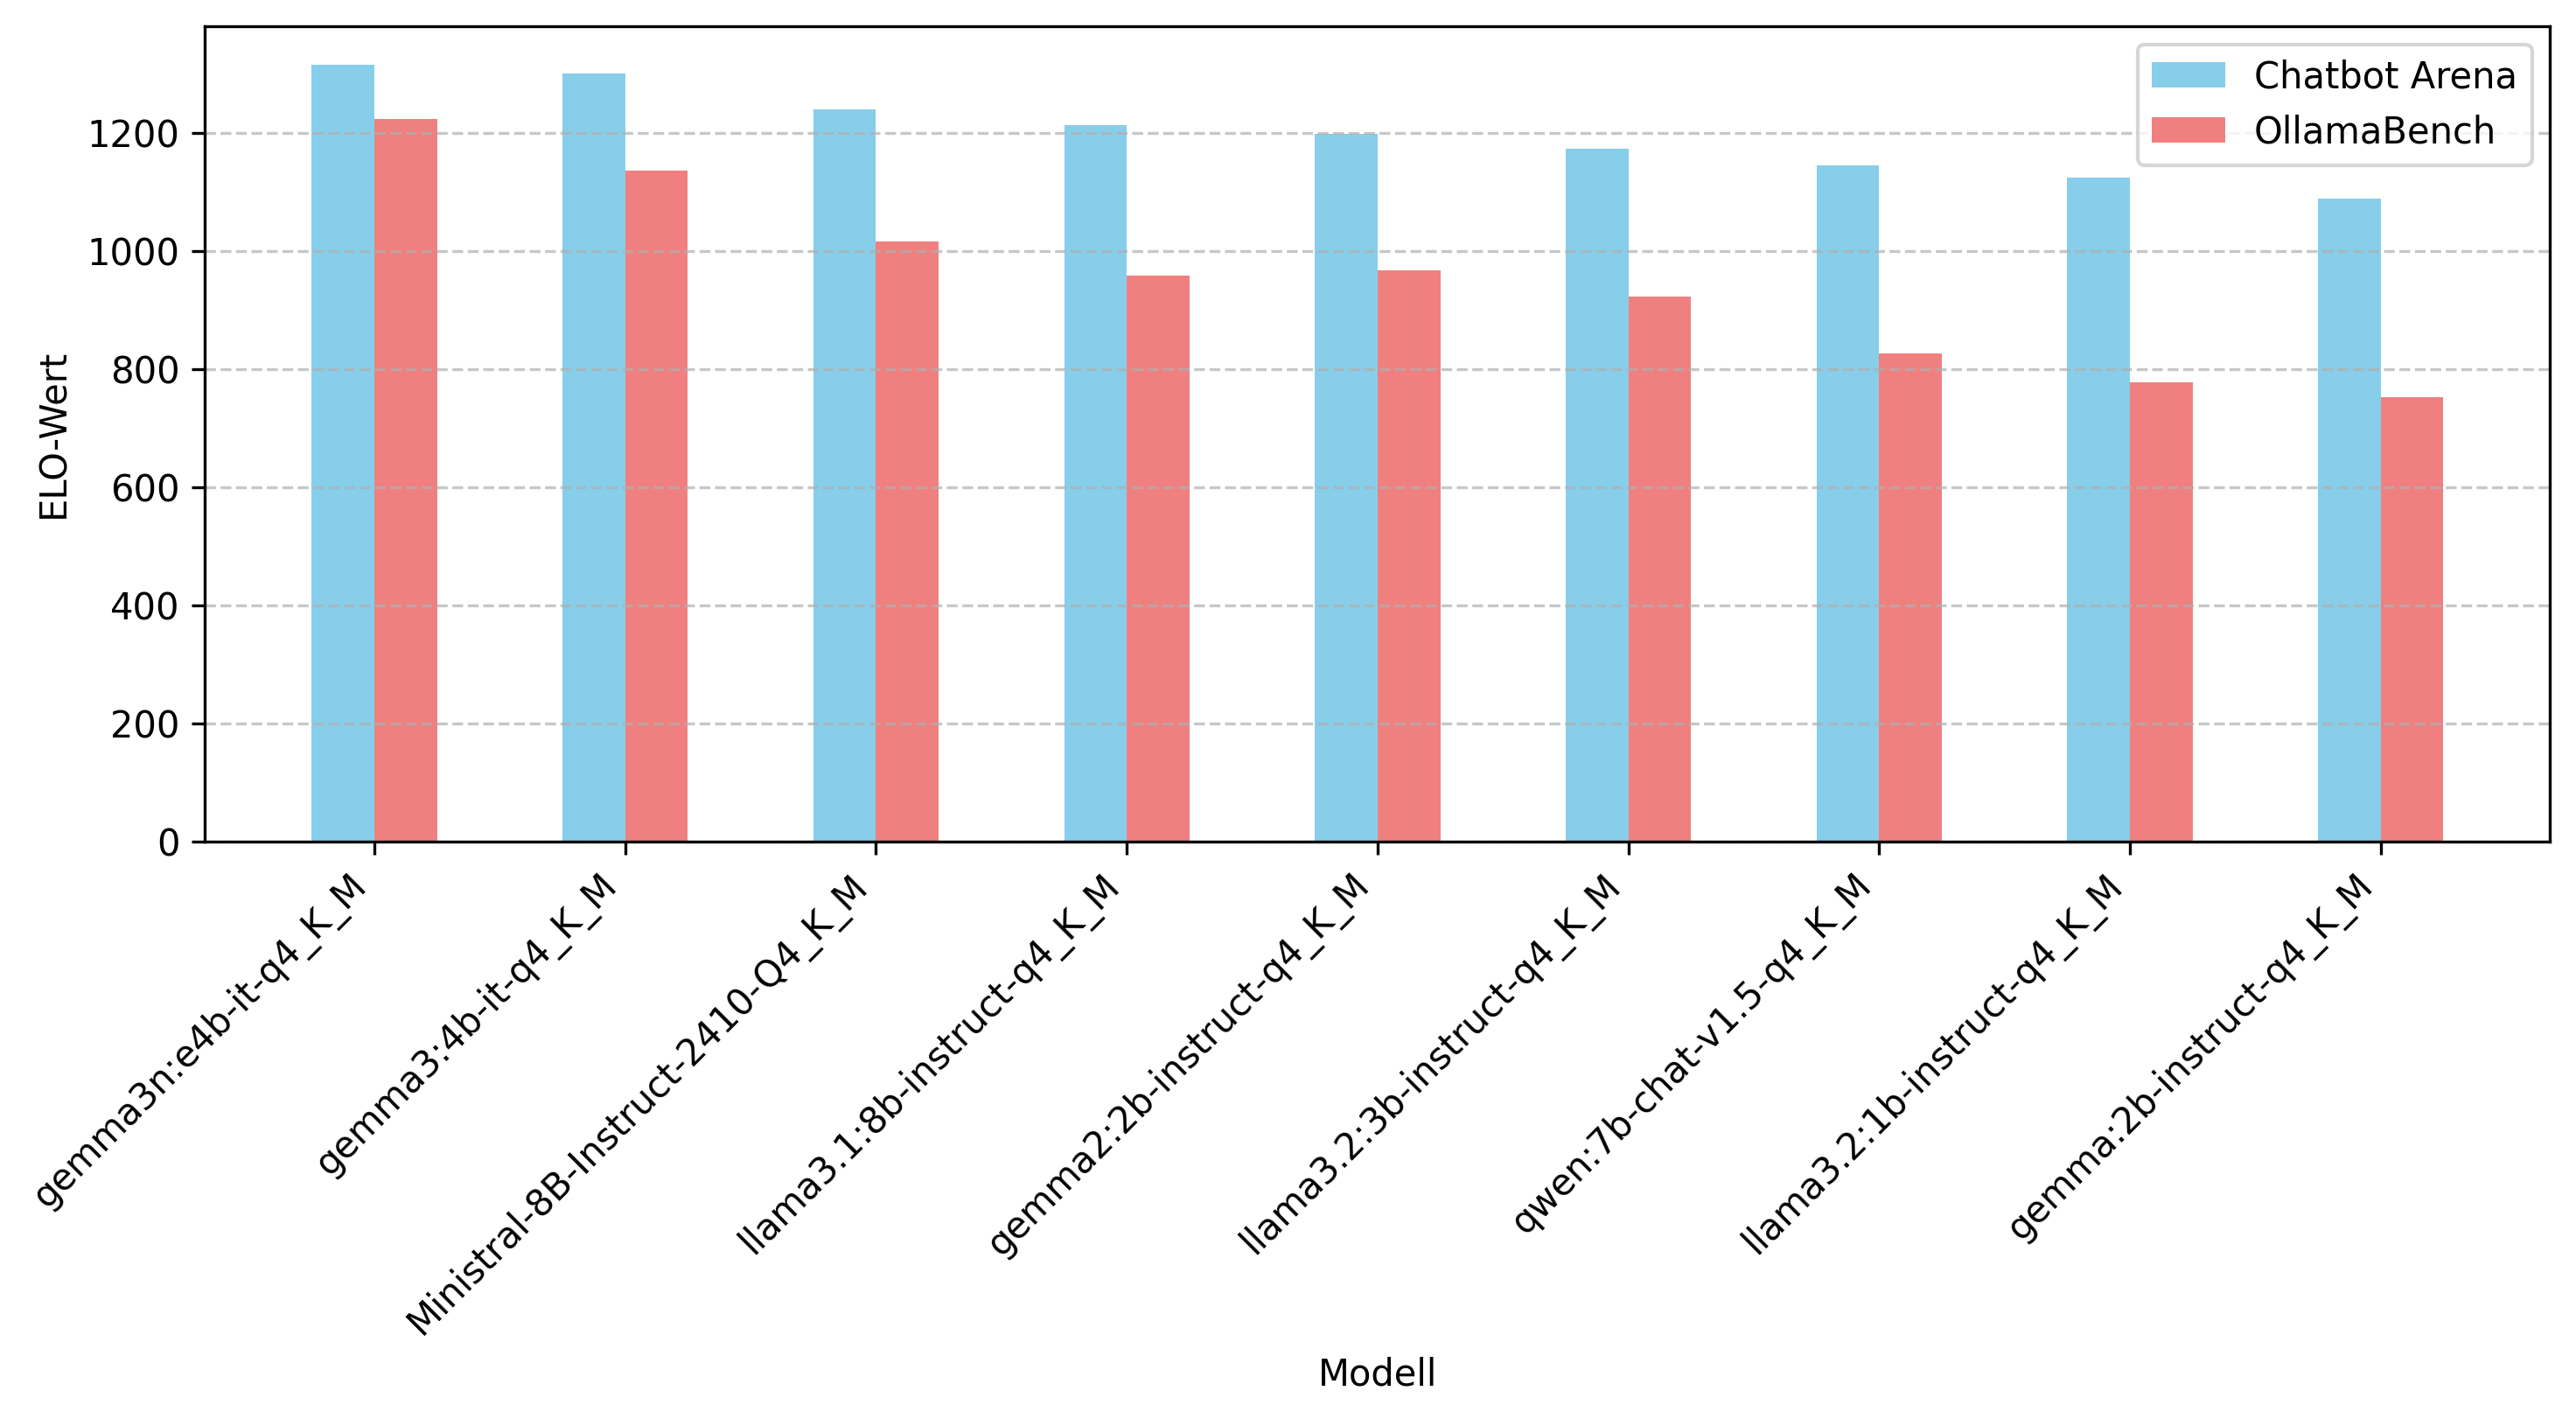 Chatbot Arena
OllamaBench
ELO-Wert
1200
1000
800
600
400
200
0
gemma3n:e4b-it-q4_K_M
gemma3:4b-it-q4_K_M
Ministral-8B-Instruct-2410-Q4_K_M
llama3.1:8b-instruct-q4_K_M
gemma2:2b-instruct-q4_K_M
llama3.2:3b-instruct-q4_K_M
qwen:7b-chat-v1.5-q4_K_M
llama3.2:1b-instruct-q4_K_M
gemma:2b-instruct-q4_K_M
Modell